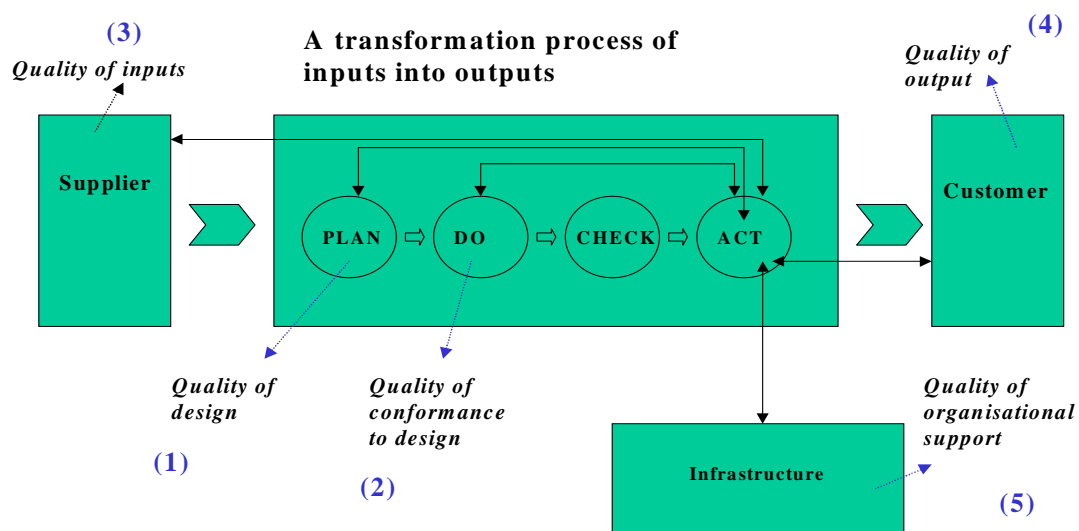 (3)
Quality of inputs
A transformation process of
inputs into outputs
(4)
Quality of
output
Supplier
Customer
PLAN
DO
CHECK
ACT
Quality of
design
(1)
Quality of
conformance
to design
(2)
Quality of
organisational
support
Infrastructure
(5)